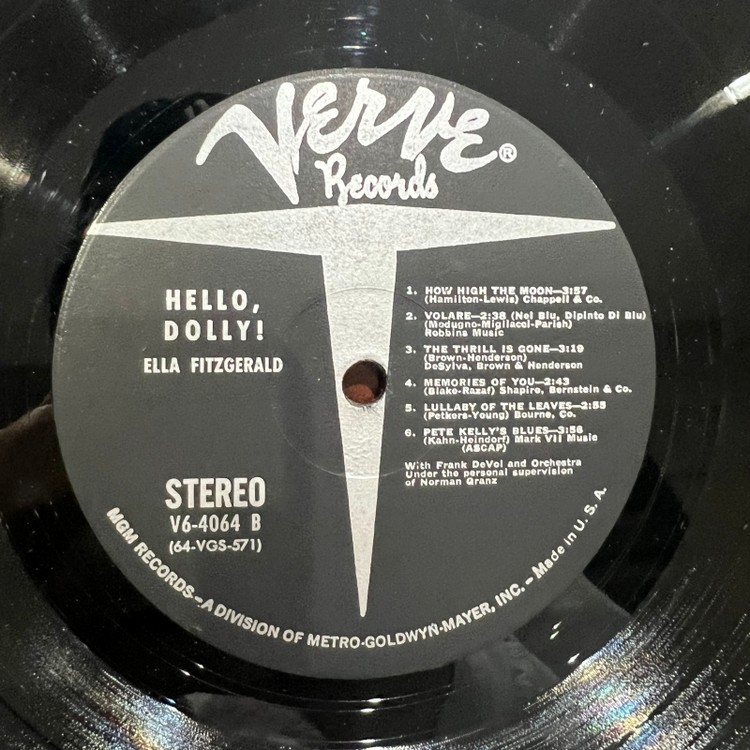 VERVE®
Records
HELLO,
DOLLY!
ELLA FITZGERALD
STEREO
V6-4064 B
(64-VGS-571)
1. HOW HIGH THE MOON—3:57
(Hamilton-Lewis) Chappell & Co.
2. VOLARE—2:38 (Nel Blu, Dipinto Di Blu)
(Modugno-Migliacci-Parish)
Robbins Music
3. THE THRILL IS GONE—3:19
(Brown-Henderson)
DeSylva, Brown & Henderson
4. MEMORIES OF YOU—2:43
(Blake-Razaf) Shapiro, Bernstein & Co.
5. LULLABY OF THE LEAVES—2:55
(Petkere-Young) Bourne, Co.
6. PETE KELLY'S BLUES—3:56
(Kahn-Heindorf) Mark VII Music
(ASCAP)
With Frank DeVol and Orchestra
Under the personal supervision
of Norman Granz
MGM RECORDS—A DIVISION OF METRO-GOLDWYN-MAYER, INC. – Made in U. S. A.